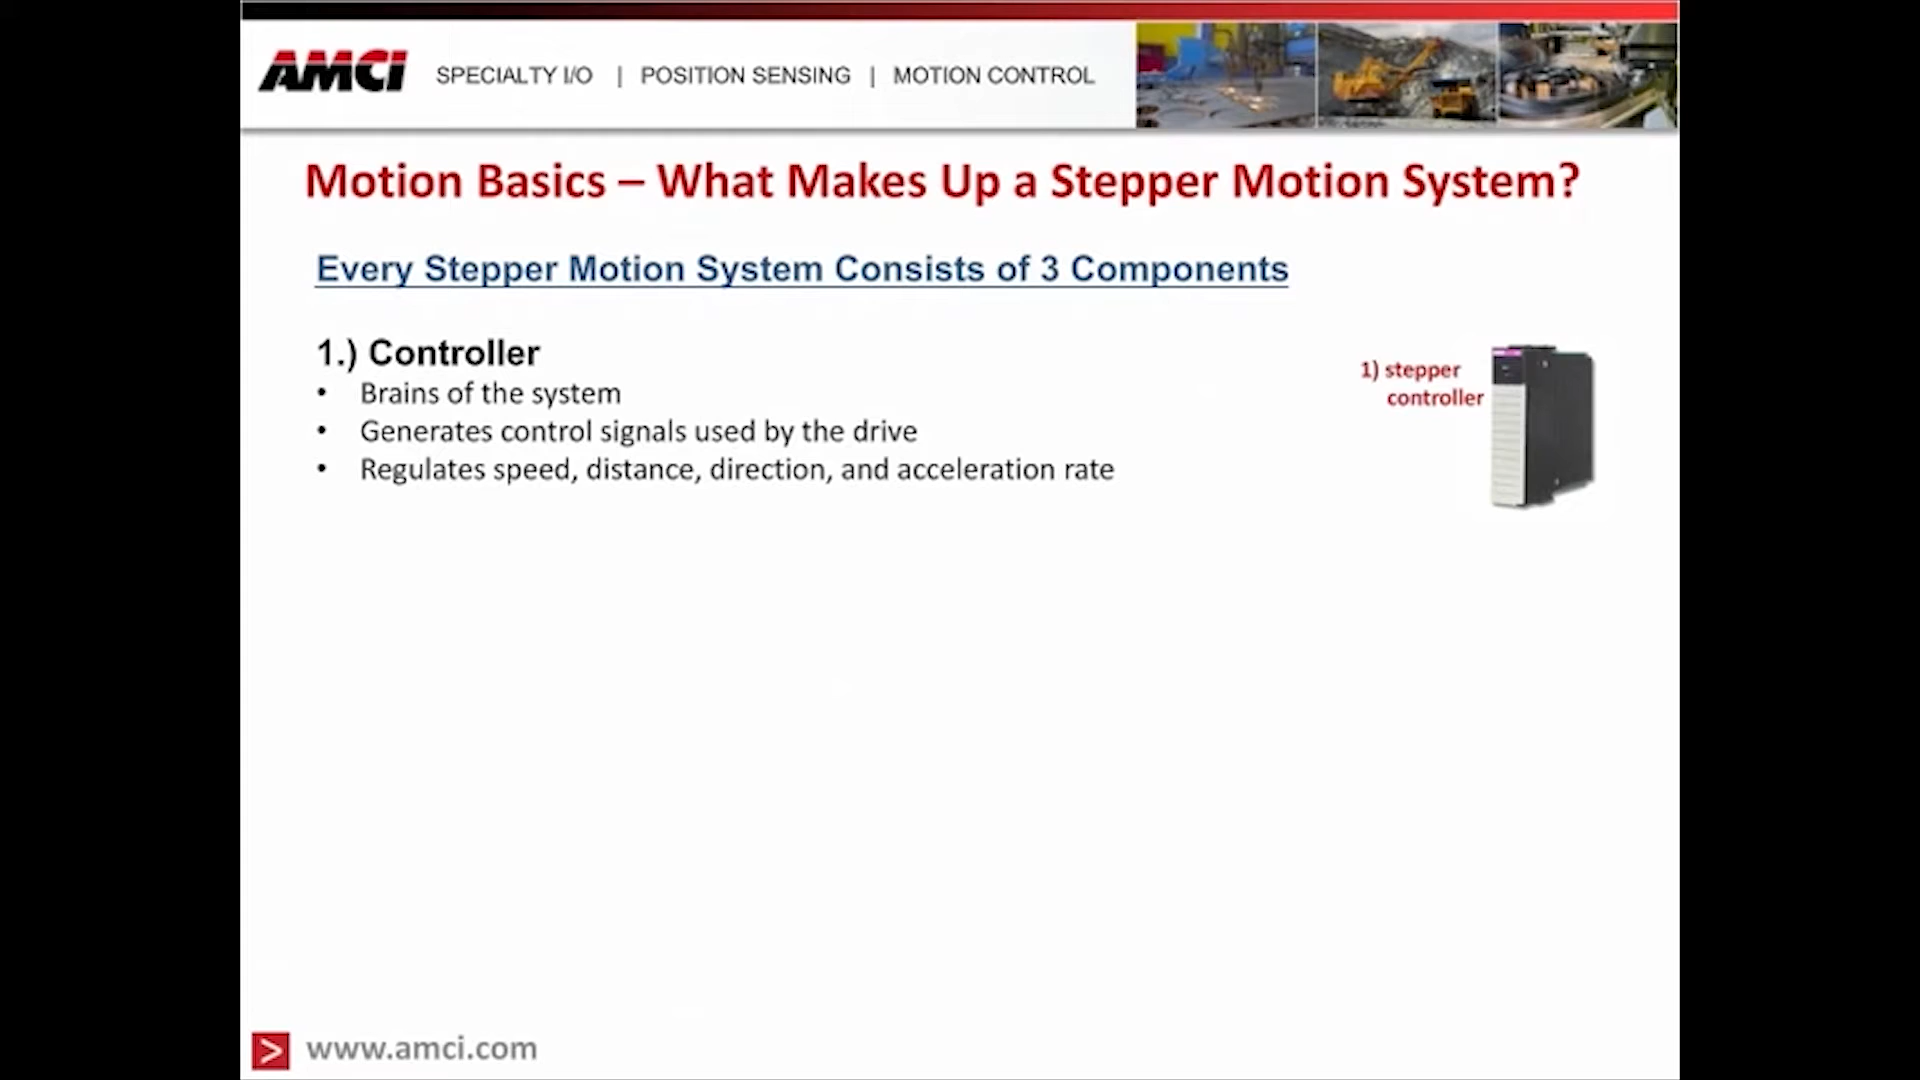 AMCI SPECIALTY I/O | POSITION SENSING | MOTION CONTROL
Motion Basics – What Makes Up a Stepper Motion System?
Every Stepper Motion System Consists of 3 Components
1.) Controller
• Brains of the system
• Generates control signals used by the drive
• Regulates speed, distance, direction, and acceleration rate
1) stepper
controller
> www.amci.com